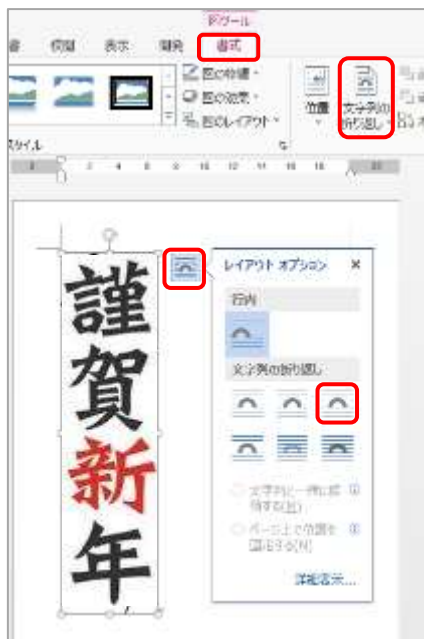 図ツール
校閲 表示 開発 書式
図の枠線
図の効果
図のレイアウト
位置
文字列の
折り返し
スタイル
レイアウト オプション ×
行内
文字列の折り返し
文字列と一緒に移
動する(M)
ページ上で位置を
固定する(N)
詳細表示...
謹賀新年